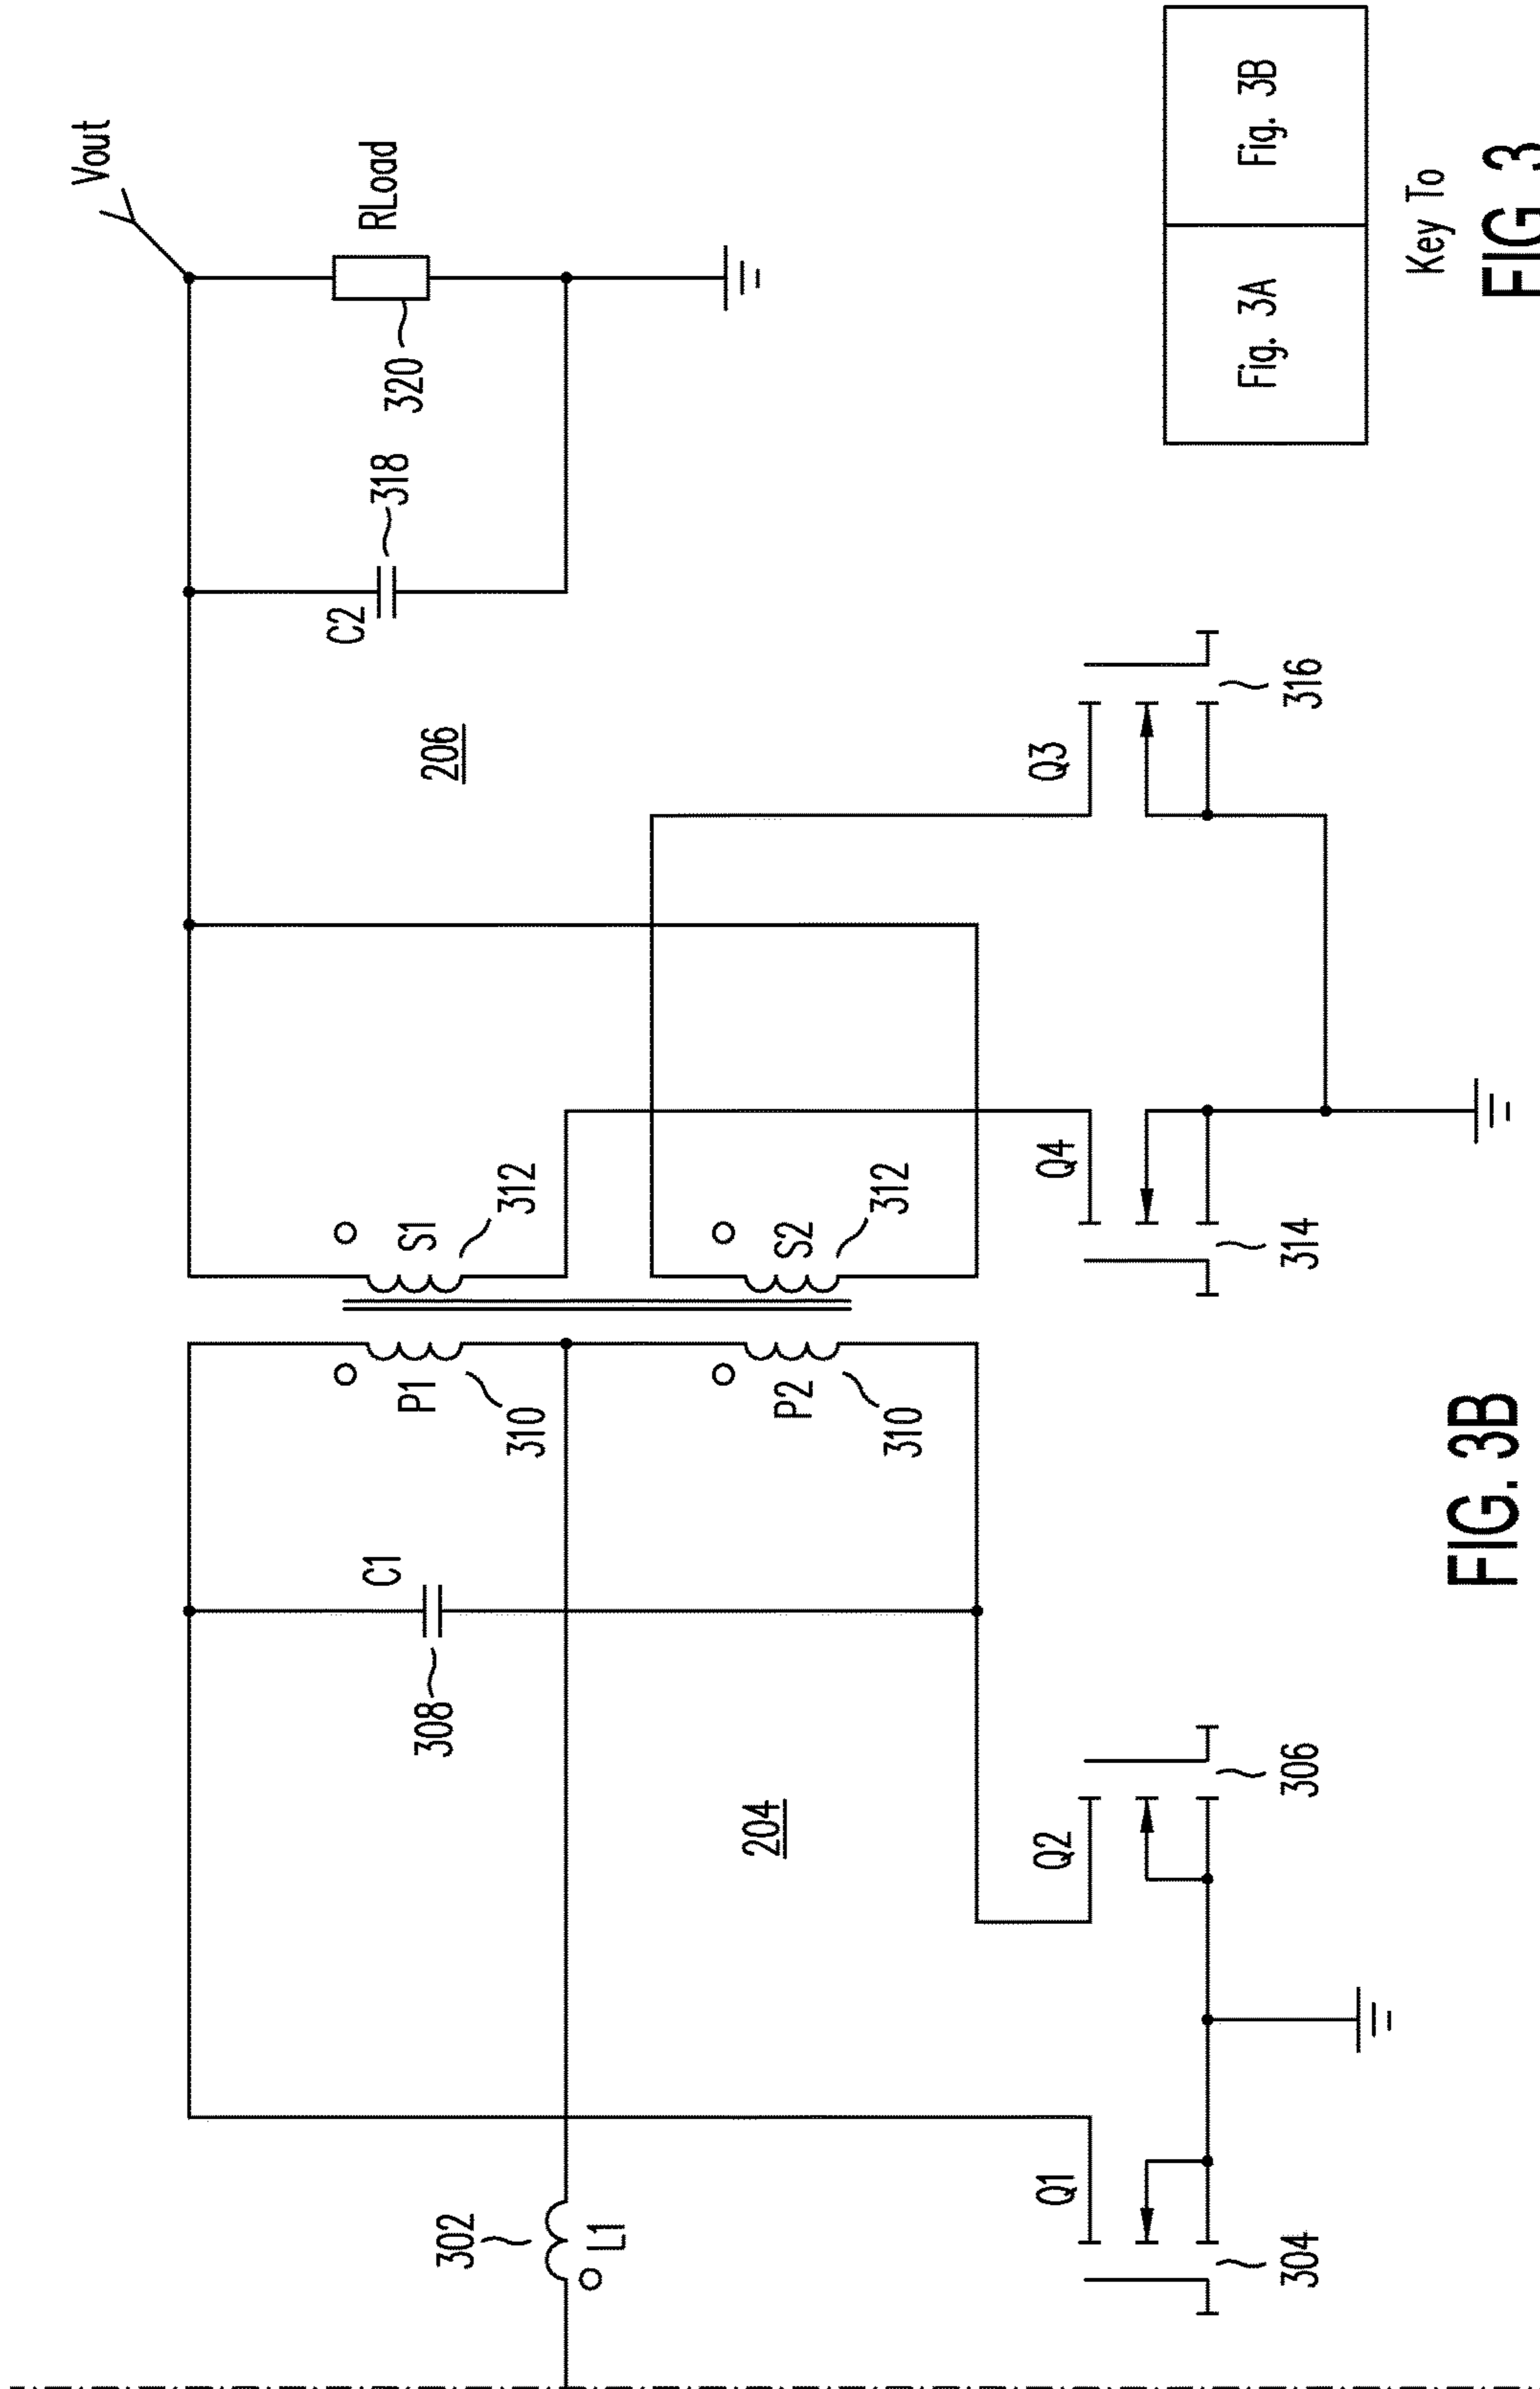 Vout
RLoad
320
318
C2
206
Q3
316
312
S1
312
S2
Q4
314
P1
310
P2
310
C1
308
204
Q2
306
302
L1
Q1
304
FIG. 3B
Fig. 3A
Fig. 3B
Key To
FIG 3